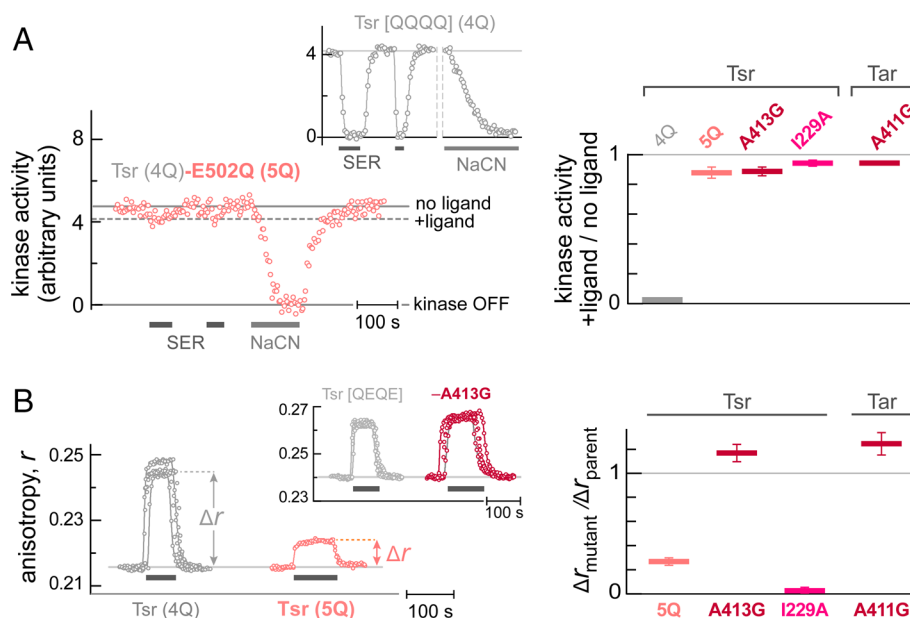 A
Tsr [QQQQ] (4Q)
4
0
SER
NaCN
Tsr (4Q)-E502Q (5Q)
kinase activity
(arbitrary units)
8
4
0
no ligand
+ligand
kinase OFF
100 s
SER
NaCN
Tsr
Tar
4Q
5Q
A413G
I229A
A411G
kinase activity
+ligand / no ligand
1
0
B
Tsr [QEQE]
–A413G
0.27
0.25
0.23
100 s
anisotropy, r
0.25
0.23
0.21
Δr
Δr
Tsr (4Q)
Tsr (5Q)
100 s
Tsr
Tar
Δrmutant /Δrparent
1
0
5Q
A413G
I229A
A411G